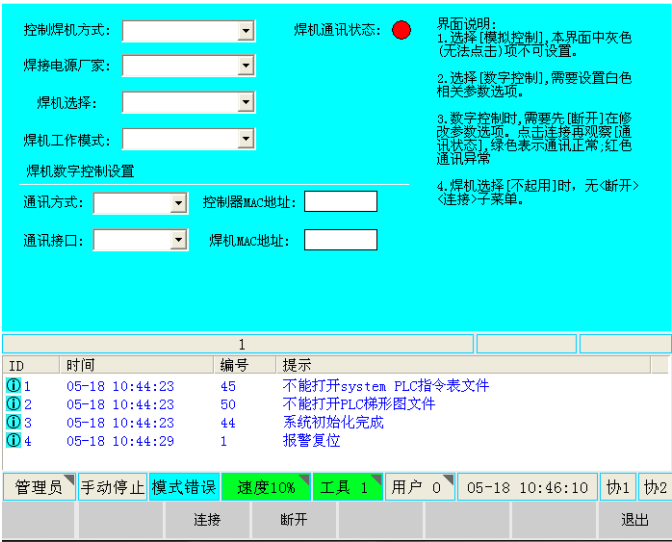 控制焊机方式:
焊机通讯状态:
焊接电源厂家:
焊机选择:
焊机工作模式:
焊机数字控制设置
通讯方式:
控制器MAC地址:
通讯接口:
焊机MAC地址:
界面说明:
1.选择[模拟控制],本界面中灰色
(无法点击)项不可设置。
2.选择[数字控制],需要设置白色
相关参数选项。
3.数字控制时,需要先[断开]在修
改参数选项。点击连接再观察[通
讯状态],绿色表示通讯正常;红色
通讯异常
4.焊机选择[不起用]时，无<断开>
<连接>子菜单。
1
ID 时间 编号 提示
1 05-18 10:44:23 45 不能打开system PLC指令表文件
2 05-18 10:44:23 50 不能打开PLC梯形图文件
3 05-18 10:44:23 44 系统初始化完成
4 05-18 10:44:29 1 报警复位
管理员 手动停止 模式错误 速度10% 工具 1 用户 0 05-18 10:46:10 协1 协2
连接 断开 退出